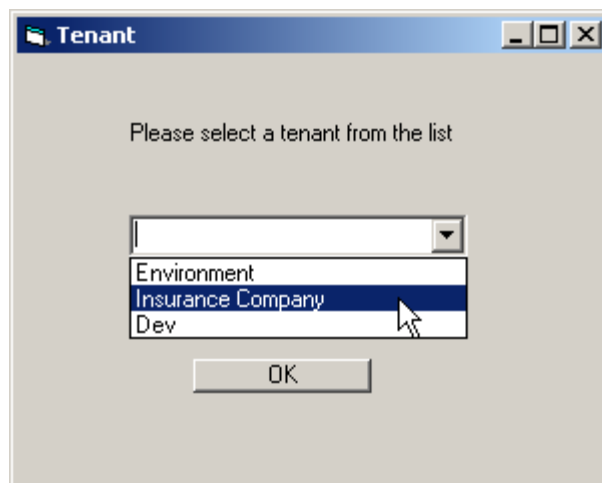 Tenant
Please select a tenant from the list
Environment
Insurance Company
Dev
OK